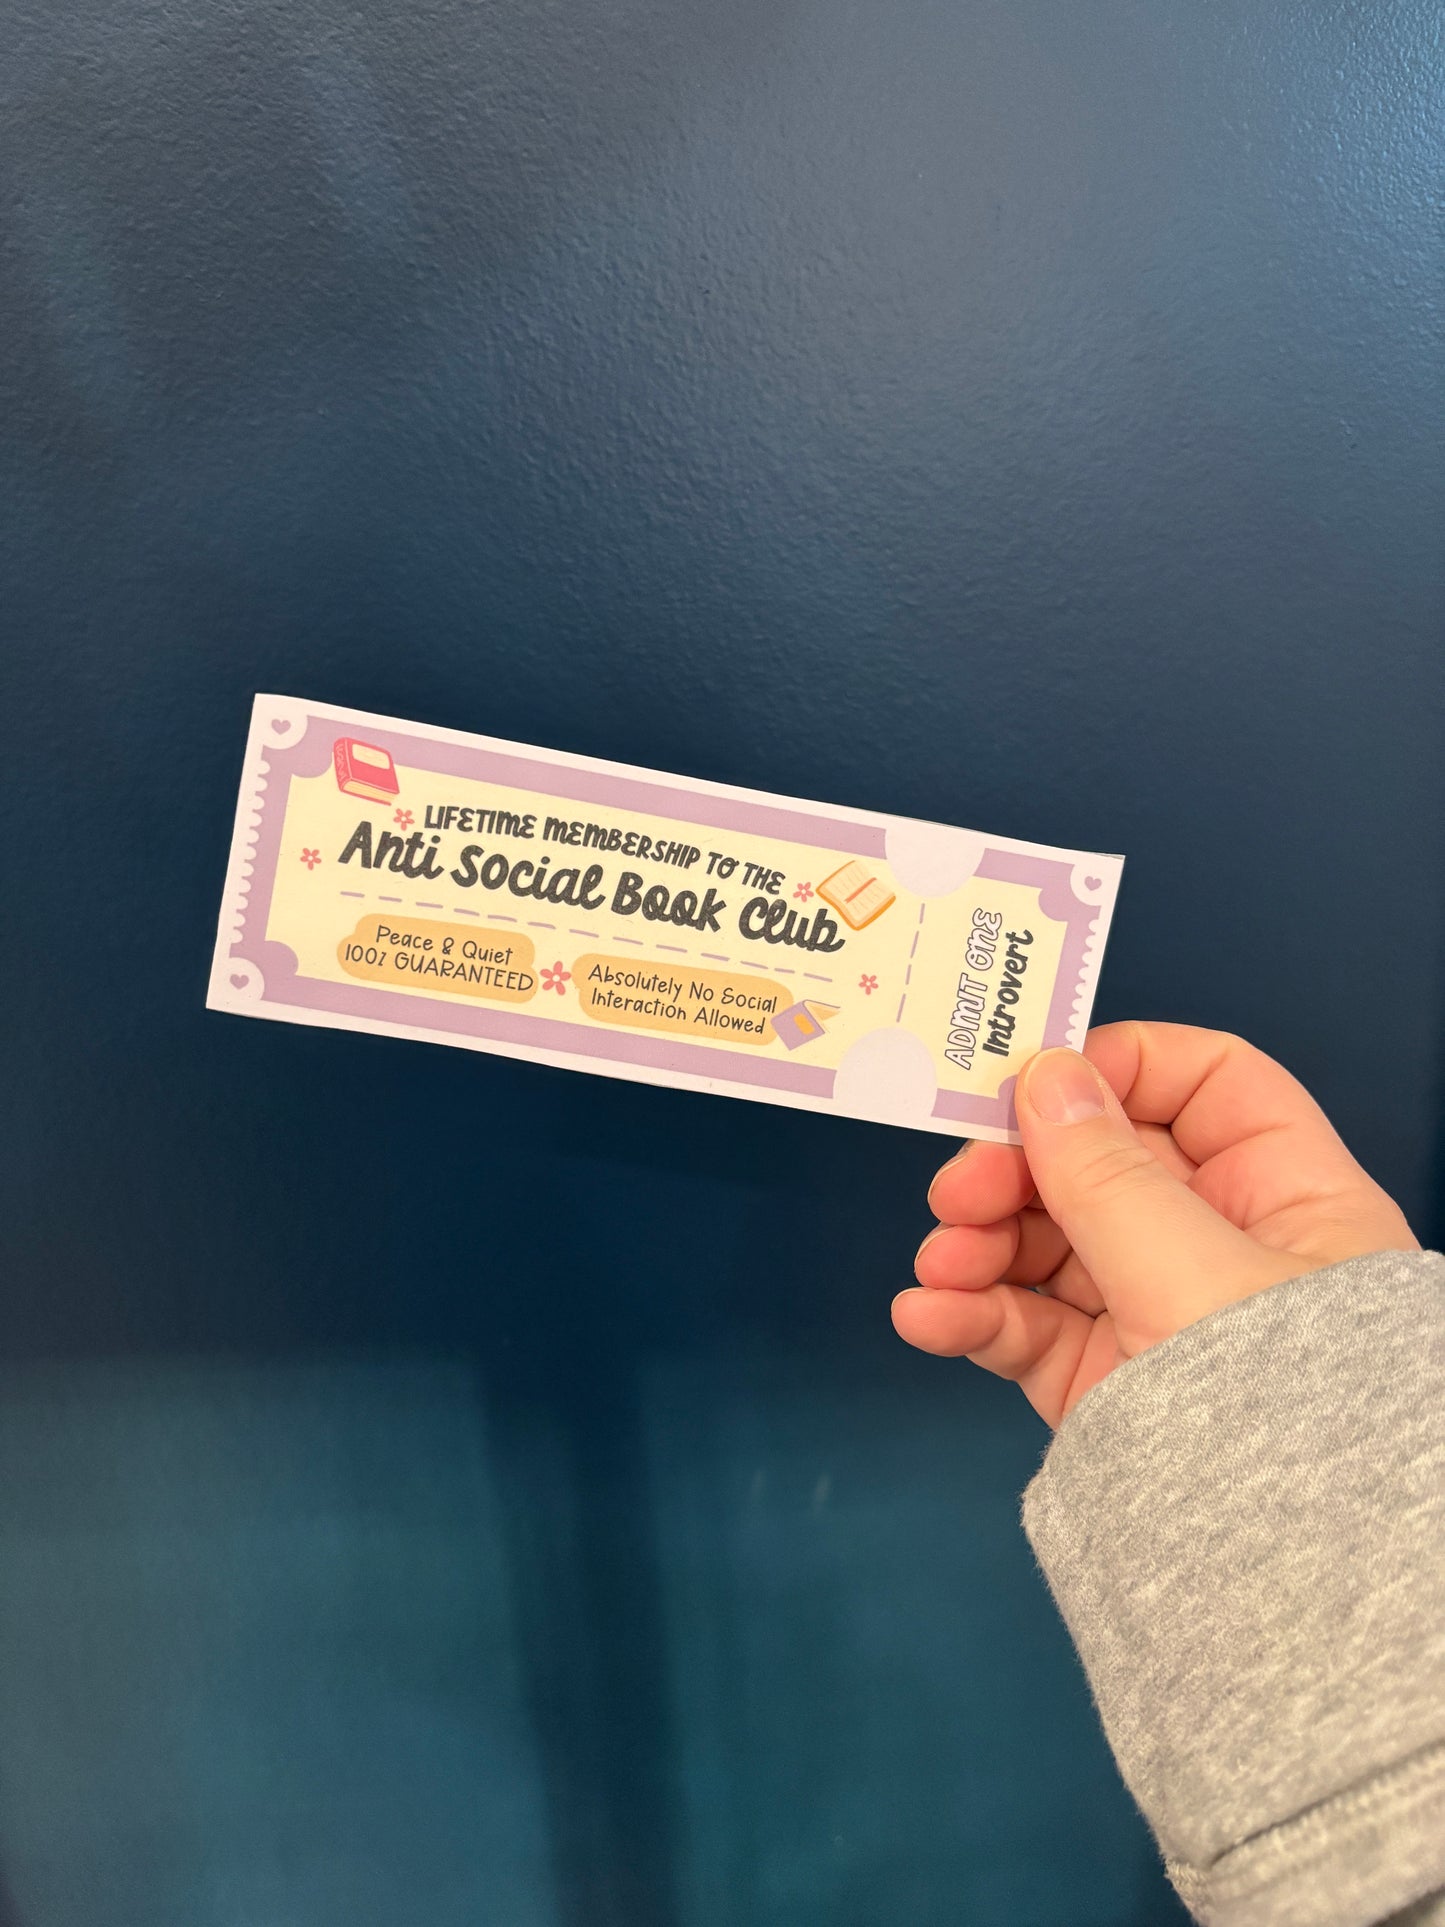 LIFETIME MEMBERSHIP TO THE
Anti Social Book Club
Peace & Quiet
100% GUARANTEED
Absolutely No Social
Interaction Allowed
ADMIT ONE
Introvert